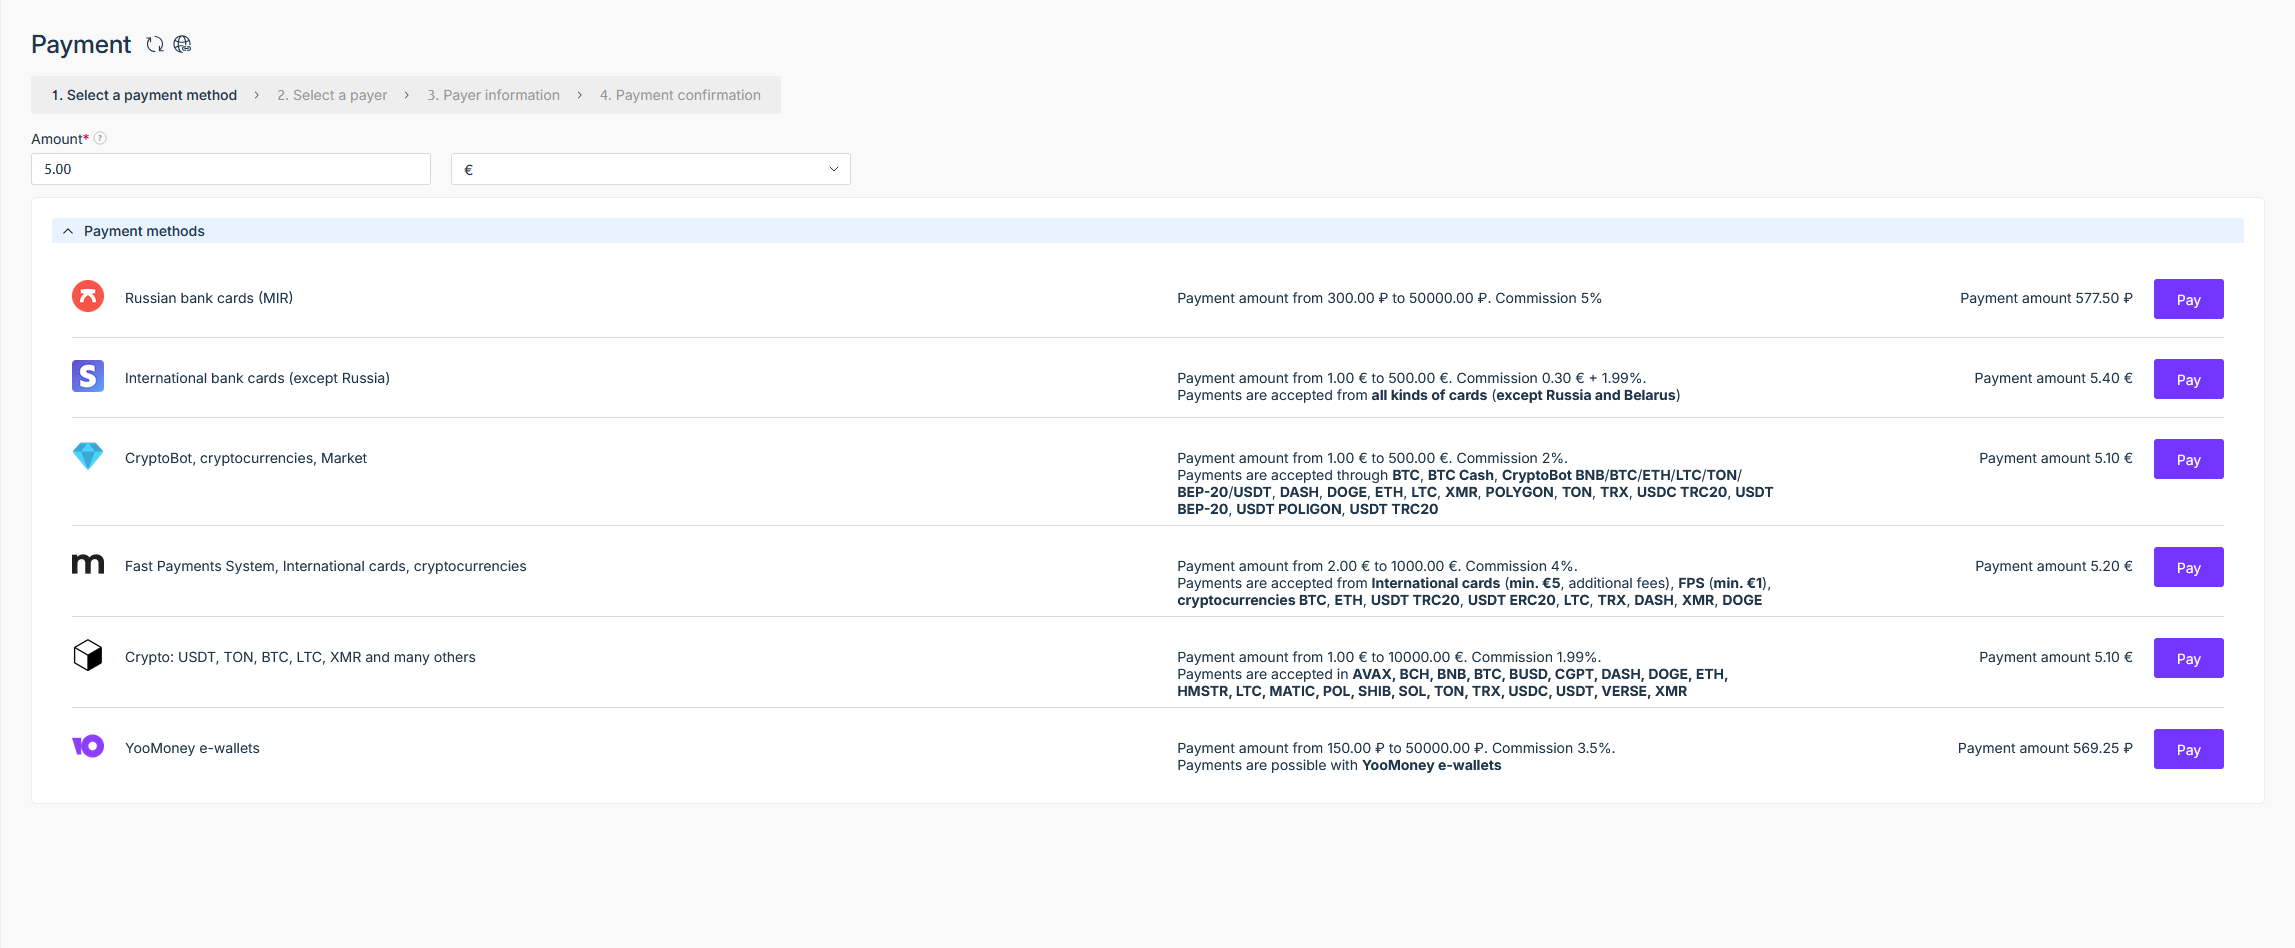 Payment
1. Select a payment method > 2. Select a payer > 3. Payer information > 4. Payment confirmation
Amount* ?
5.00 €
Payment methods
Russian bank cards (MIR) Payment amount from 300.00 ₽ to 50000.00 ₽. Commission 5% Payment amount 577.50 ₽ Pay
International bank cards (except Russia) Payment amount from 1.00 € to 500.00 €. Commission 0.30 € + 1.99%. Payment amount 5.40 € Pay
Payments are accepted from all kinds of cards (except Russia and Belarus)
CryptoBot, cryptocurrencies, Market Payment amount from 1.00 € to 500.00 €. Commission 2%. Payment amount 5.10 € Pay
Payments are accepted through BTC, BTC Cash, CryptoBot BNB/BTC/ETH/LTC/TON/
BEP-20/USDT, DASH, DOGE, ETH, LTC, XMR, POLYGON, TON, TRX, USDC TRC20, USDT
BEP-20, USDT POLIGON, USDT TRC20
Fast Payments System, International cards, cryptocurrencies Payment amount from 2.00 € to 1000.00 €. Commission 4%. Payment amount 5.20 € Pay
Payments are accepted from International cards (min. €5, additional fees), FPS (min. €1),
cryptocurrencies BTC, ETH, USDT TRC20, USDT ERC20, LTC, TRX, DASH, XMR, DOGE
Crypto: USDT, TON, BTC, LTC, XMR and many others Payment amount from 1.00 € to 10000.00 €. Commission 1.99%. Payment amount 5.10 € Pay
Payments are accepted in AVAX, BCH, BNB, BTC, BUSD, CGPT, DASH, DOGE, ETH,
HMSTR, LTC, MATIC, POL, SHIB, SOL, TON, TRX, USDC, USDT, VERSE, XMR
YooMoney e-wallets Payment amount from 150.00 ₽ to 50000.00 ₽. Commission 3.5%. Payment amount 569.25 ₽ Pay
Payments are possible with YooMoney e-wallets